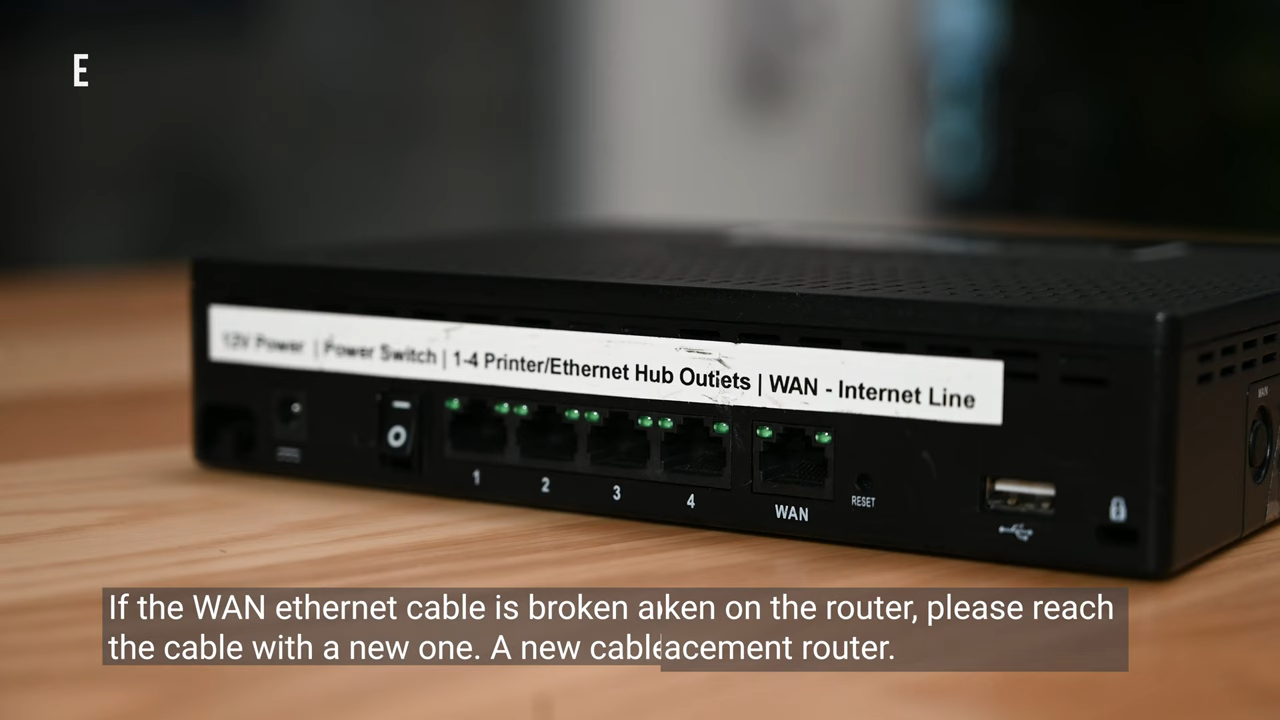 E
12V Power | Power Switch | 1-4 Printer/Ethernet Hub Outlets | WAN - Internet Line
1 2 3 4 WAN RESET
If the WAN ethernet cable is broken aken on the router, please reach
the cable with a new one. A new cablacement router.